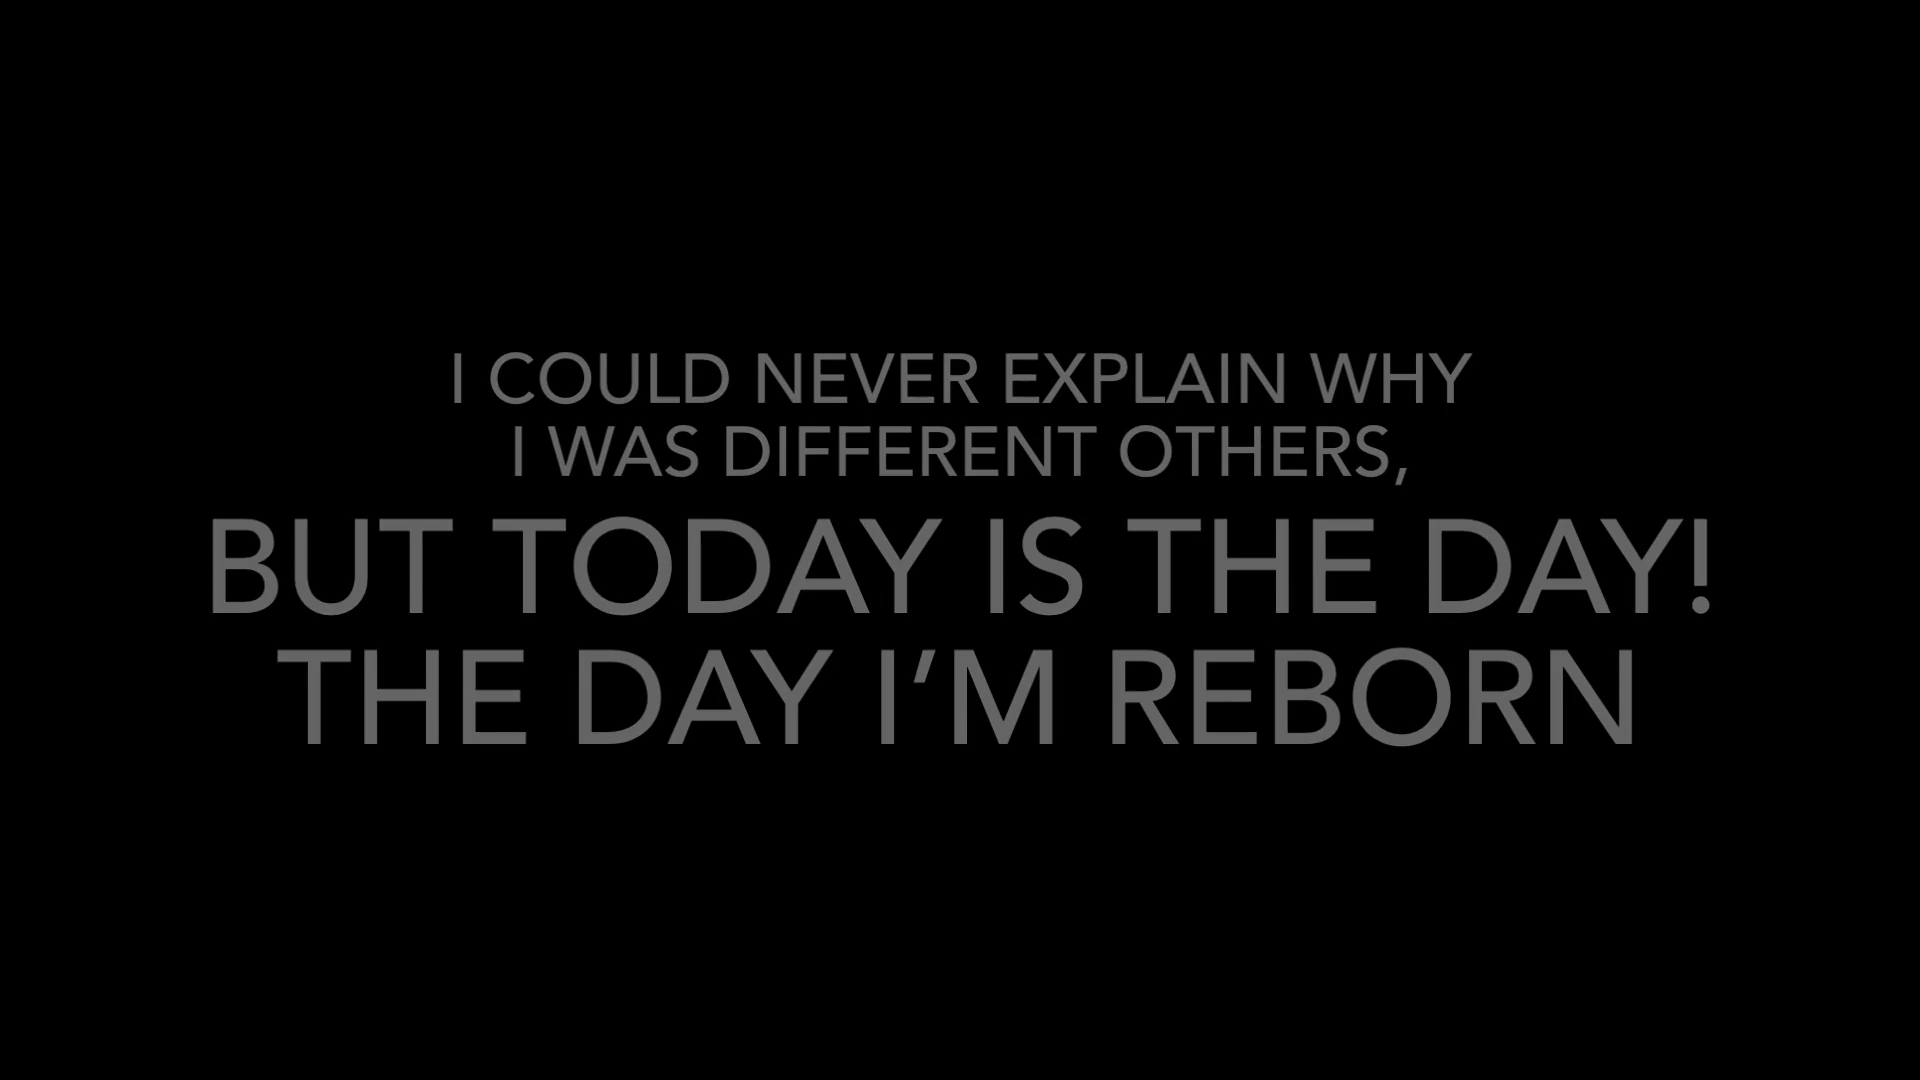 I COULD NEVER EXPLAIN WHY
I WAS DIFFERENT OTHERS,
BUT TODAY IS THE DAY!
THE DAY I’M REBORN